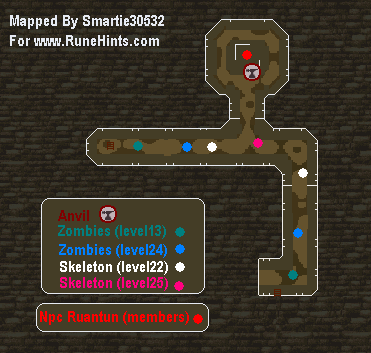 Mapped By Smartie30532
For www.RuneHints.com
Anvil
Zombies (level13)
Zombies (level24)
Skeleton (level22)
Skeleton (level25)
Npc Ruantun (members)